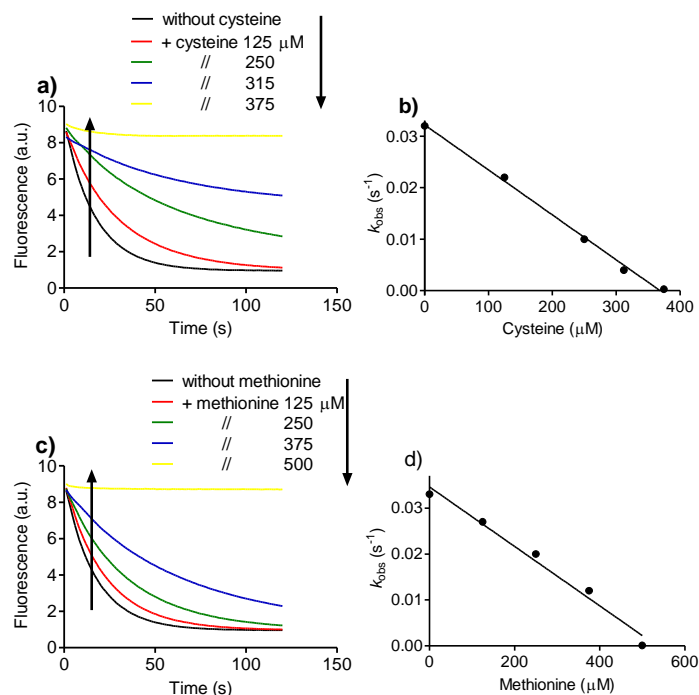 without cysteine
+ cysteine 125 μM
// 250
// 315
// 375
a)
10
8
6
4
2
0
Fluorescence (a.u.)
0 50 100 150
Time (s)
b)
0.03
0.02
0.01
0.00
kobs (s-1)
0 100 200 300 400
Cysteine (μM)
without methionine
+ methionine 125 μM
// 250
// 375
// 500
c)
10
8
6
4
2
0
Fluorescence (a.u.)
0 50 100 150
Time (s)
d)
0.03
0.02
0.01
0.00
kobs (s-1)
0 200 400 600
Methionine (μM)